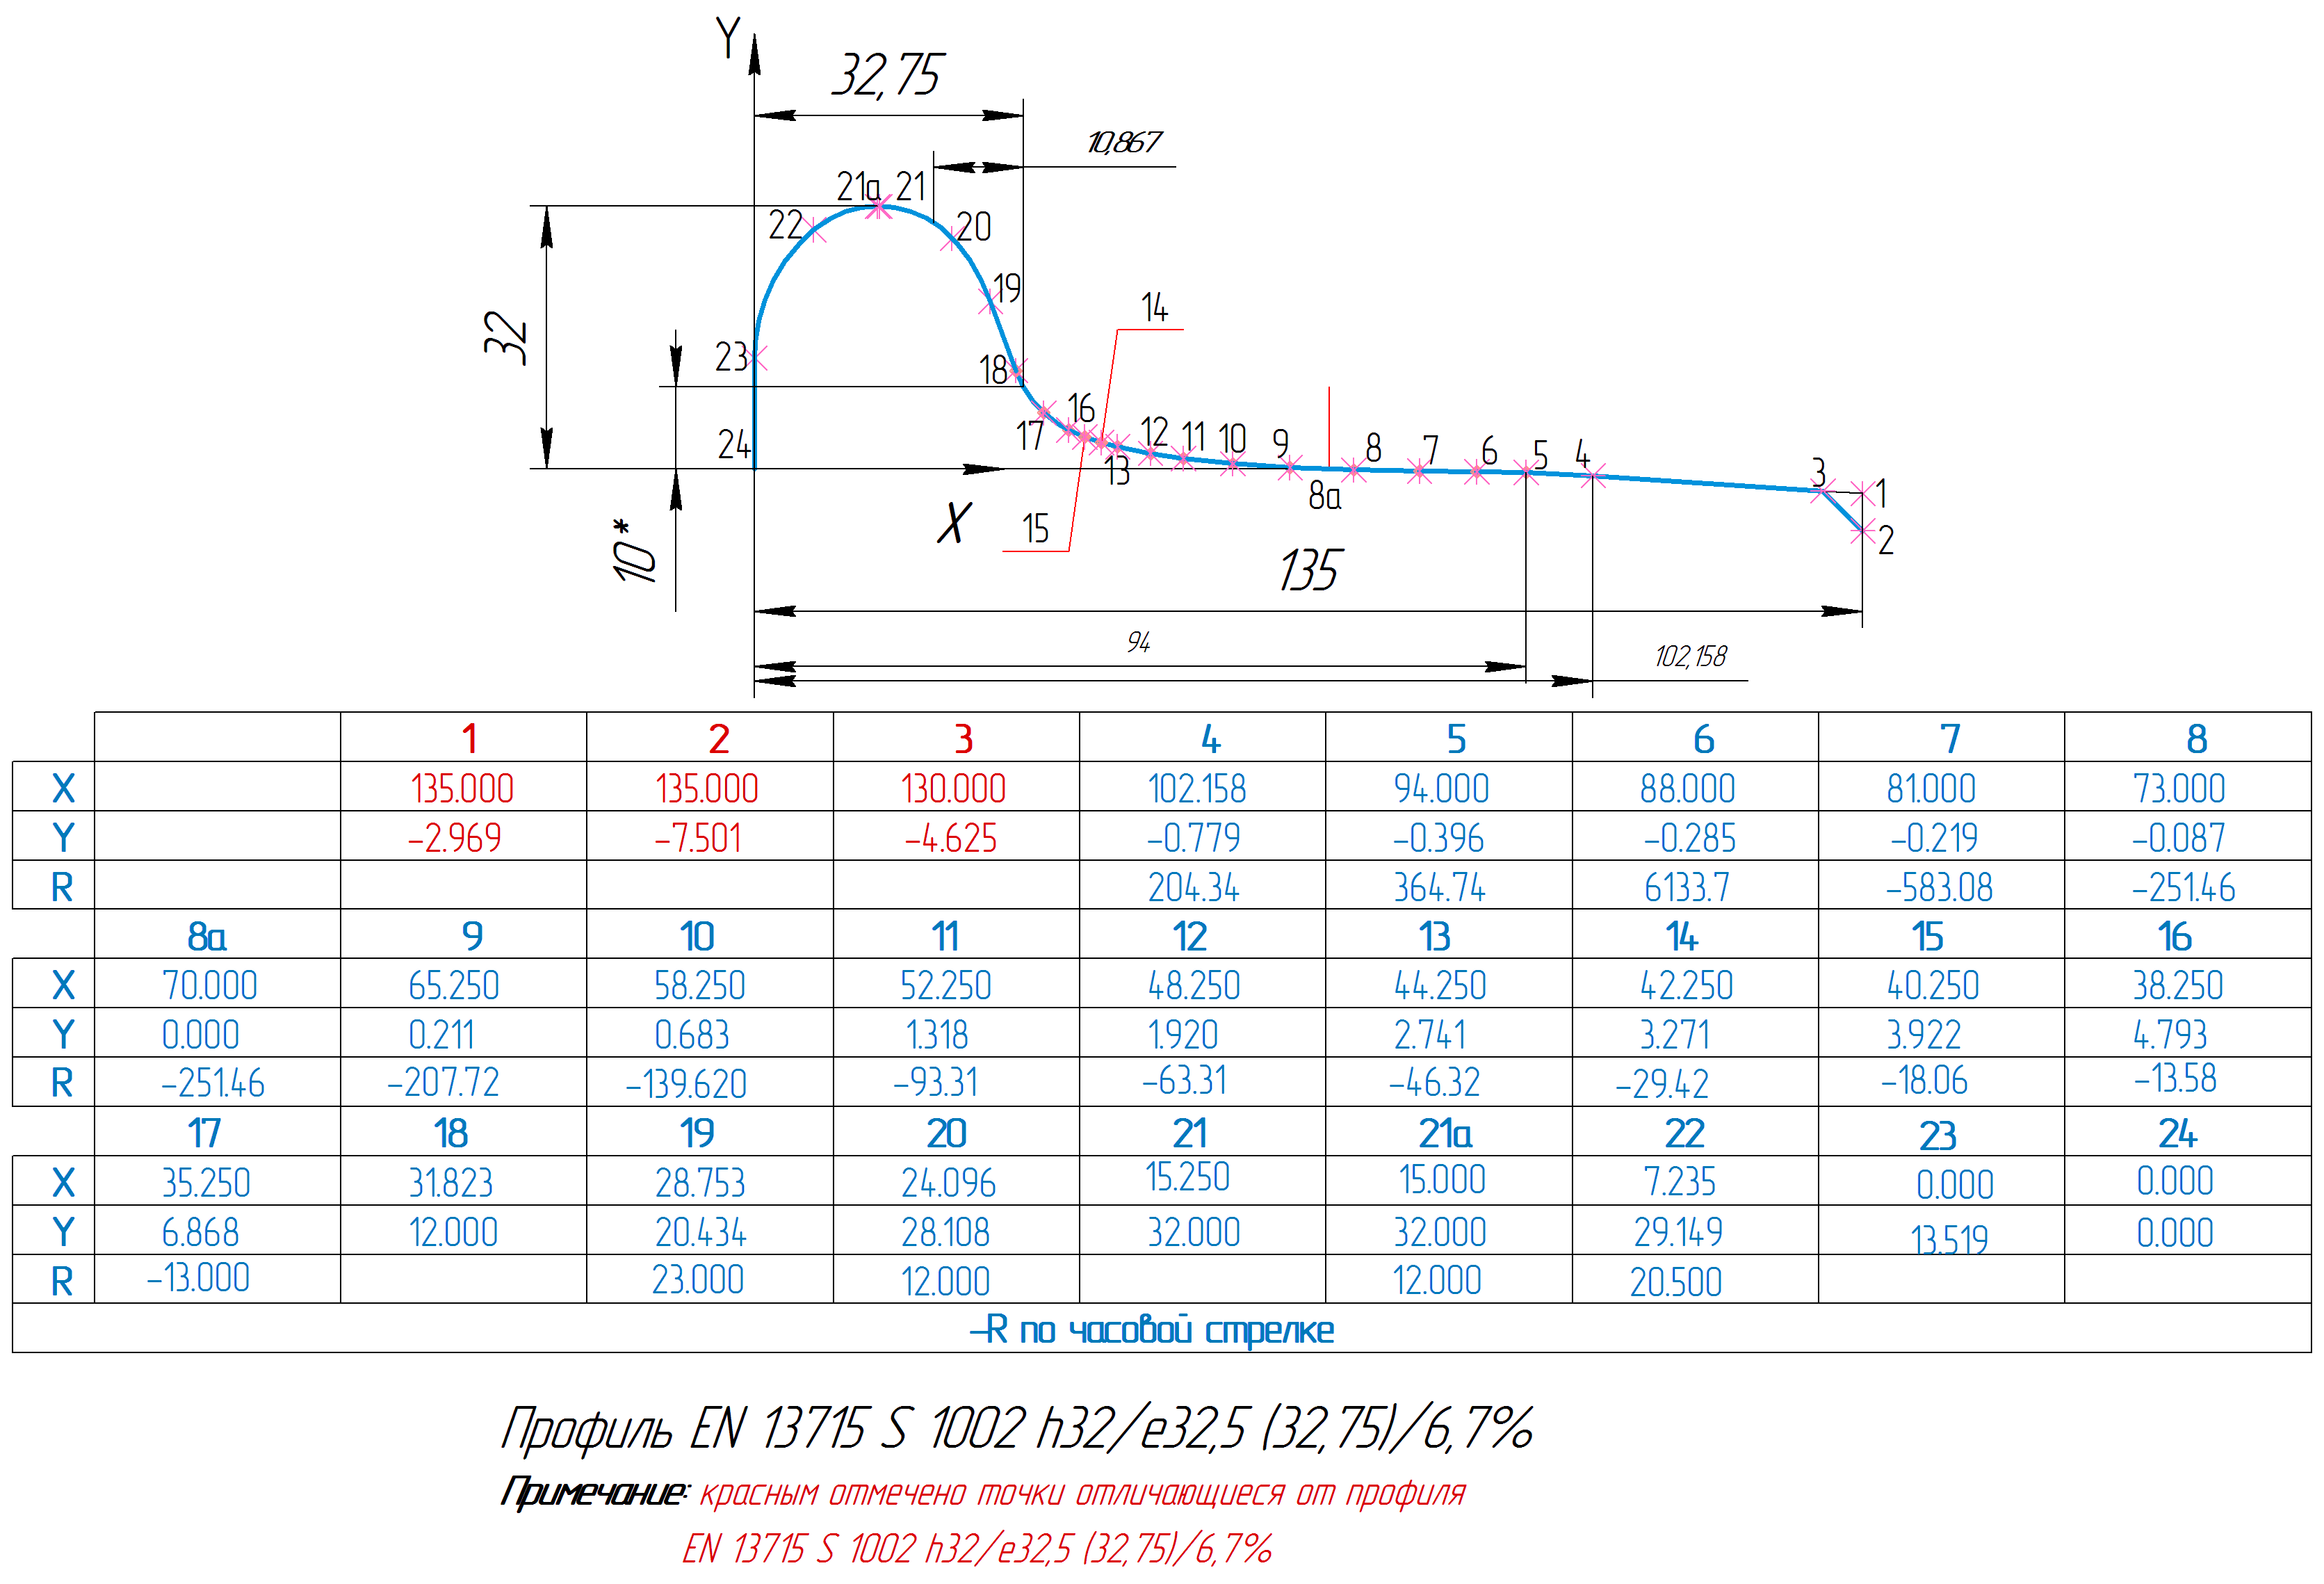 Y
32,75
10,867
21а 21
22
20
19
14
32
23
18
16
17
24
12 11 10 9 8 7 6 5 4 3
1
13
8а
2
X
15
10*
135
94
102,158
1 2 3 4 5 6 7 8
X 135.000 135.000 130.000 102.158 94.000 88.000 81.000 73.000
Y -2.969 -7.501 -4.625 -0.779 -0.396 -0.285 -0.219 -0.087
R 204.34 364.74 6133.7 -583.08 -251.46
8а 9 10 11 12 13 14 15 16
X 70.000 65.250 58.250 52.250 48.250 44.250 42.250 40.250 38.250
Y 0.000 0.211 0.683 1.318 1.920 2.741 3.271 3.922 4.793
R -251.46 -207.72 -139.620 -93.31 -63.31 -46.32 -29.42 -18.06 -13.58
17 18 19 20 21 21а 22 23 24
X 35.250 31.823 28.753 24.096 15.250 15.000 7.235 0.000 0.000
Y 6.868 12.000 20.434 28.108 32.000 32.000 29.149 13.519 0.000
R -13.000 23.000 12.000 12.000 20.500
-R по часовой стрелке
Профиль EN 13715 S 1002 h32/e32,5 (32,75)/6,7%
Примечание: красным отмечено точки отличающиеся от профиля
EN 13715 S 1002 h32/e32,5 (32,75)/6,7%